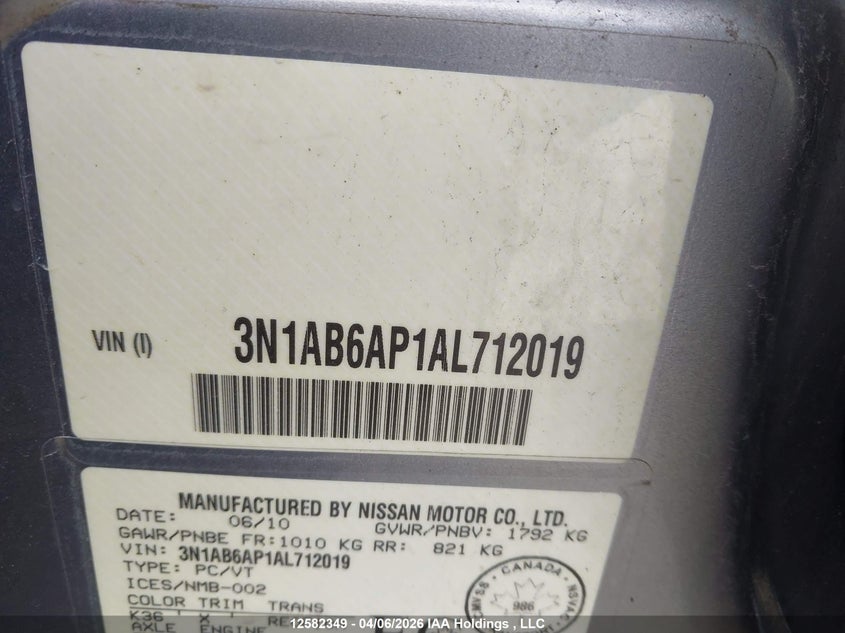 VIN (I) 3N1AB6AP1AL712019
MANUFACTURED BY NISSAN MOTOR CO., LTD.
DATE: 06/10 GVWR/PNBV: 1792 KG
GAWR/PNBE FR:1010 KG RR: 821 KG
VIN: 3N1AB6AP1AL712019
TYPE: PC/VT
ICES/NMB-002
CANADA
986
COLOR TRIM TRANS
K36 X
AXLE ENGINE
12582349 - 04/06/2026 IAA Holdings , LLC